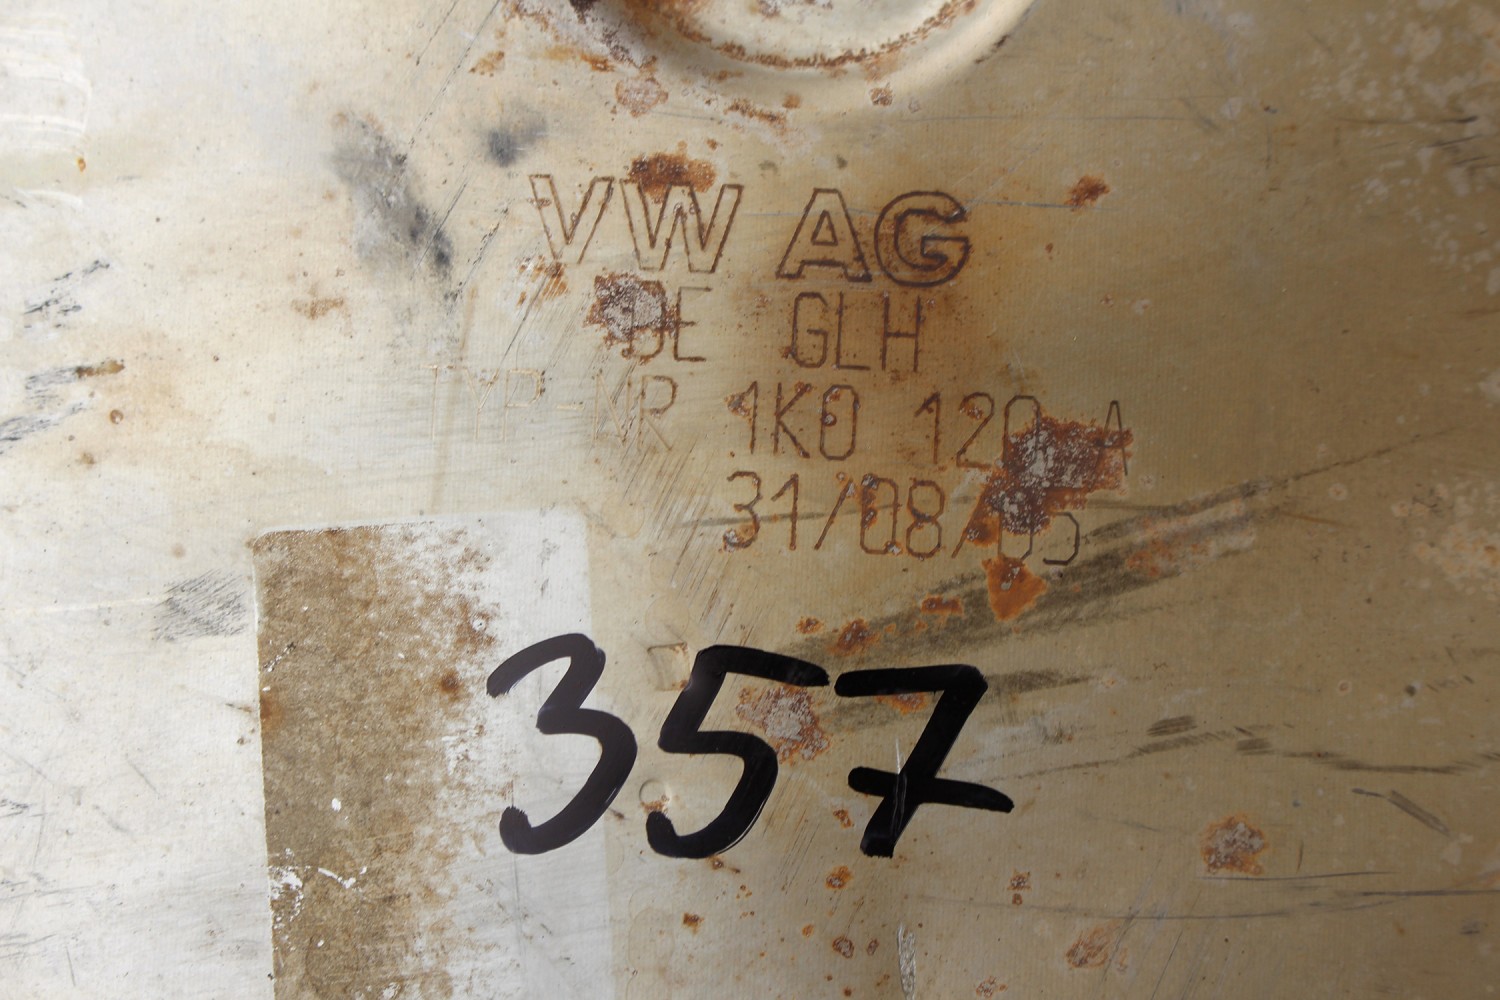 VW AG
DE GLH
TYP-NR 1K0 120 A
31/08/05
357